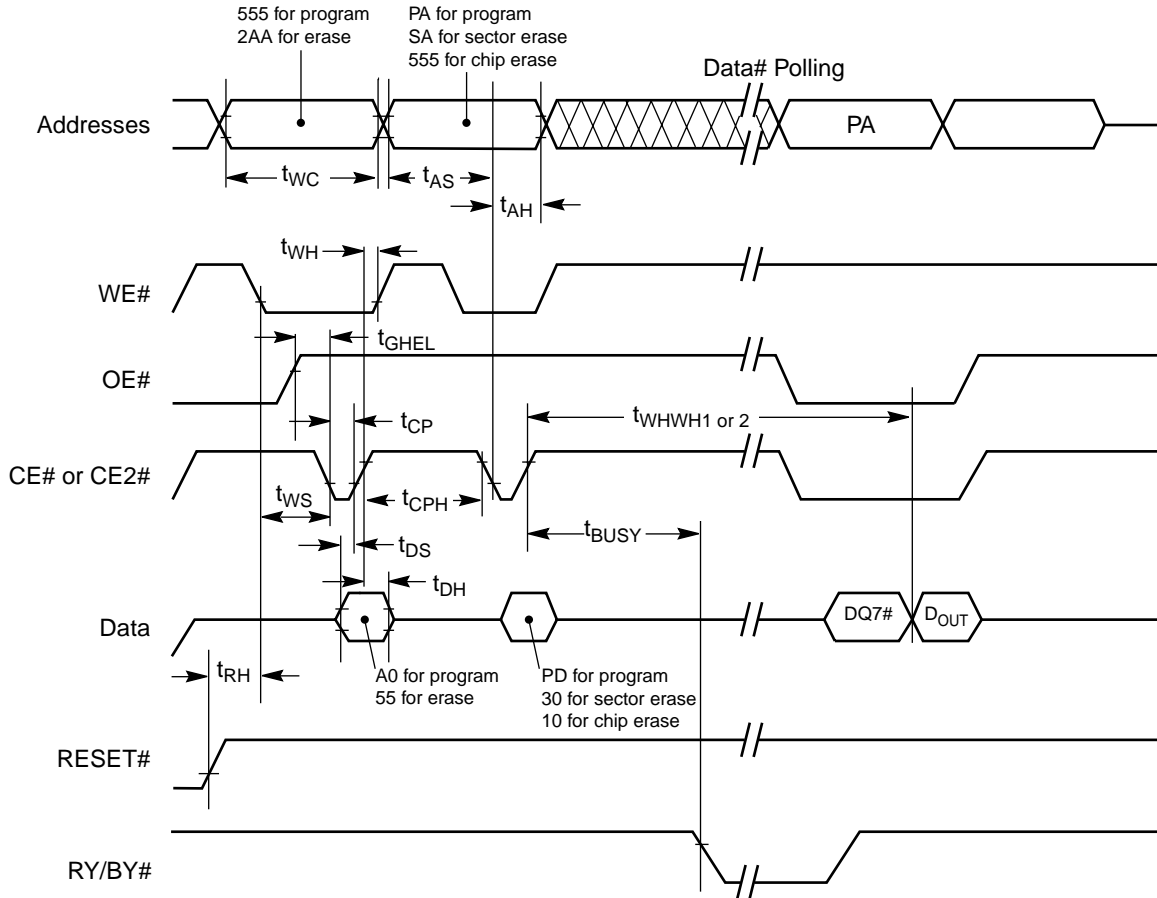 555 for program
2AA for erase
PA for program
SA for sector erase
555 for chip erase
Data# Polling
Addresses
PA
tWC
tAS
tAH
tWH
WE#
tGHEL
OE#
tWHWH1 or 2
tCP
CE# or CE2#
tWS
tCPH
tBUSY
tDS
tDH
Data
DQ7#
DOUT
tRH
A0 for program
55 for erase
PD for program
30 for sector erase
10 for chip erase
RESET#
RY/BY#